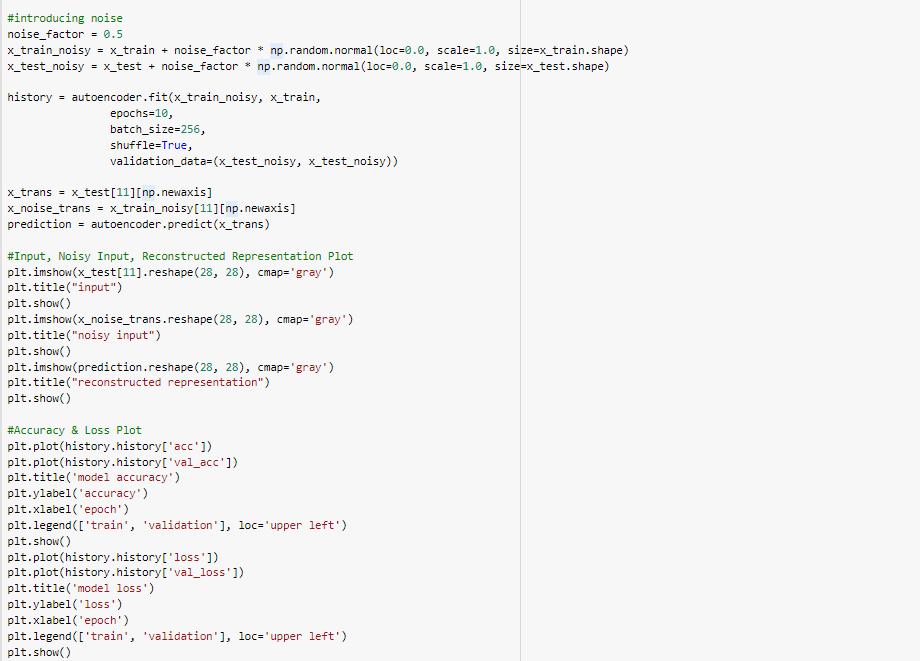 #introducing noise
noise_factor = 0.5
x_train_noisy = x_train + noise_factor * np.random.normal(loc=0.0, scale=1.0, size=x_train.shape)
x_test_noisy = x_test + noise_factor * np.random.normal(loc=0.0, scale=1.0, size=x_test.shape)

history = autoencoder.fit(x_train_noisy, x_train,
                epochs=10,
                batch_size=256,
                shuffle=True,
                validation_data=(x_test_noisy, x_test_noisy))

x_trans = x_test[11][np.newaxis]
x_noise_trans = x_train_noisy[11][np.newaxis]
prediction = autoencoder.predict(x_trans)

#Input, Noisy Input, Reconstructed Representation Plot
plt.imshow(x_test[11].reshape(28, 28), cmap='gray')
plt.title("input")
plt.show()
plt.imshow(x_noise_trans.reshape(28, 28), cmap='gray')
plt.title("noisy input")
plt.show()
plt.imshow(prediction.reshape(28, 28), cmap='gray')
plt.title("reconstructed representation")
plt.show()

#Accuracy & Loss Plot
plt.plot(history.history['acc'])
plt.plot(history.history['val_acc'])
plt.title('model accuracy')
plt.ylabel('accuracy')
plt.xlabel('epoch')
plt.legend(['train', 'validation'], loc='upper left')
plt.show()
plt.plot(history.history['loss'])
plt.plot(history.history['val_loss'])
plt.title('model loss')
plt.ylabel('loss')
plt.xlabel('epoch')
plt.legend(['train', 'validation'], loc='upper left')
plt.show()